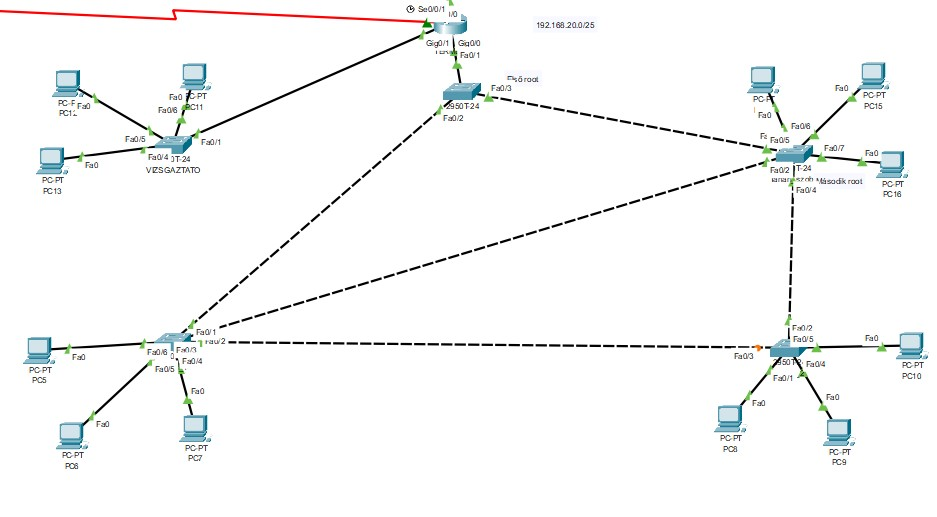 Se0/0/1
192.168.20.0/25
Gig0/1
Gig0/0
Fa0/1
Első root
Fa0/3
2950T-24
Fa0/2
PC-PT
PC11
Fa0
Fa0
Fa0/6
Fa0/5
Fa0/1
Fa0/4
VIZSGAZTATO
Fa0
PC-PT
PC13
PC-PT
PC15
Fa0
Fa0
Fa0/6
Fa0/5
Fa0/7
Fa0
Fa0/2
Második root
Fa0/4
PC-PT
PC16
Fa0/1
Fa0/2
Fa0/3
Fa0/6
Fa0/4
Fa0/5
Fa0
PC-PT
PC5
Fa0
PC-PT
PC6
Fa0
PC-PT
PC7
Fa0/2
Fa0/5
Fa0/3
Fa0/4
Fa0/1
Fa0
PC-PT
PC10
Fa0
PC-PT
PC8
Fa0
PC-PT
PC9